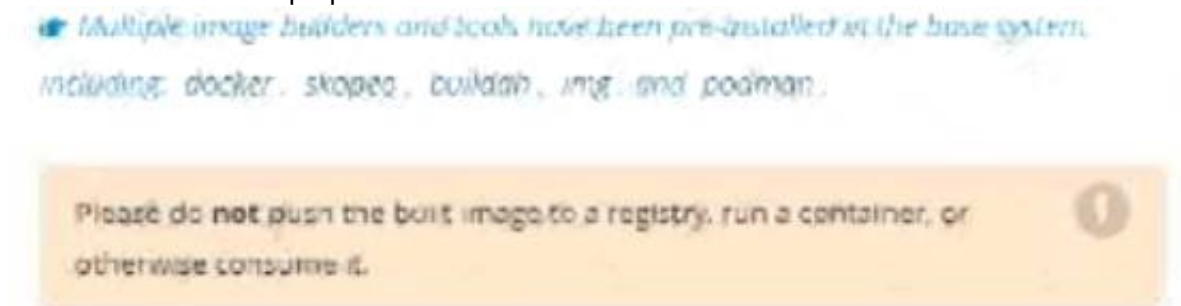 ☛ Multiple image builders and tools have been pre-installed in the base system,
including: docker, skopeo, buildah, img, and podman.
Please do not push the built image to a registry, run a container, or
otherwise consume it.